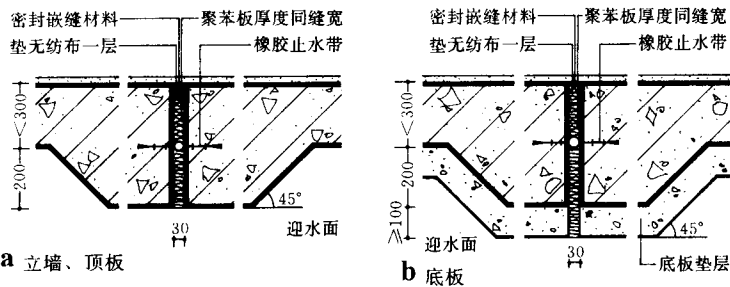 密封嵌缝材料 聚苯板厚度同缝宽
垫无纺布一层 橡胶止水带
<300
200
45°
30
迎水面
a 立墙、顶板
密封嵌缝材料 聚苯板厚度同缝宽
垫无纺布一层 橡胶止水带
<300
200
≥100
45°
迎水面
30
底板垫层
b 底板